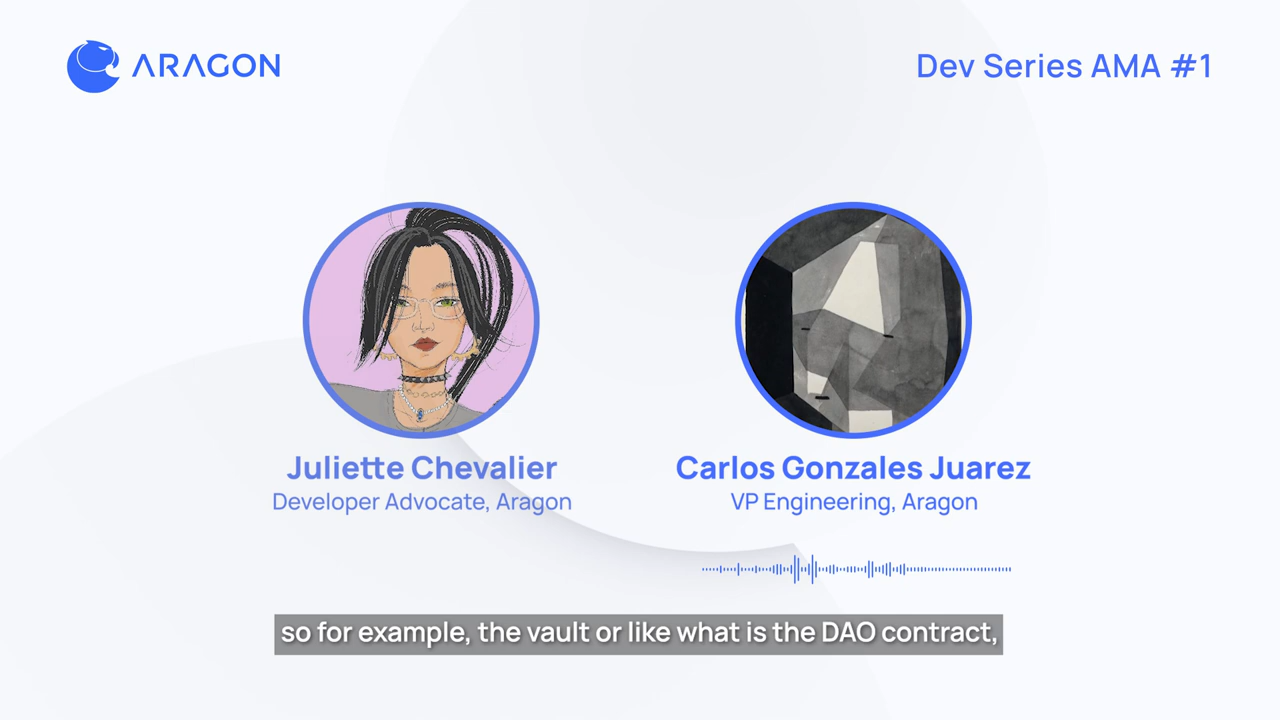 ARAGON
Dev Series AMA #1
Juliette Chevalier
Developer Advocate, Aragon
Carlos Gonzales Juarez
VP Engineering, Aragon
so for example, the vault or like what is the DAO contract,